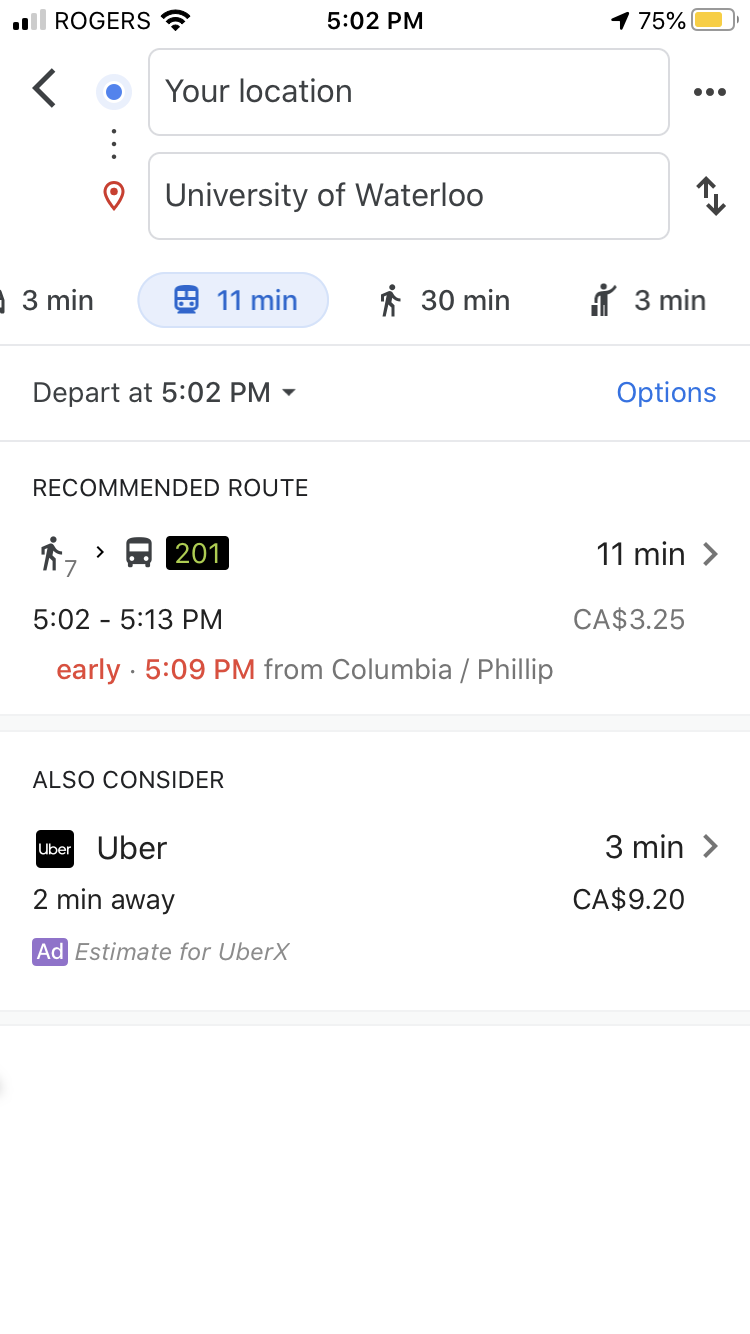 ROGERS 5:02 PM 75%
Your location
University of Waterloo
3 min 11 min 30 min 3 min
Depart at 5:02 PM Options
RECOMMENDED ROUTE
7 201 11 min
5:02 - 5:13 PM CA$3.25
early · 5:09 PM from Columbia / Phillip
ALSO CONSIDER
Uber Uber 3 min
2 min away CA$9.20
Ad Estimate for UberX